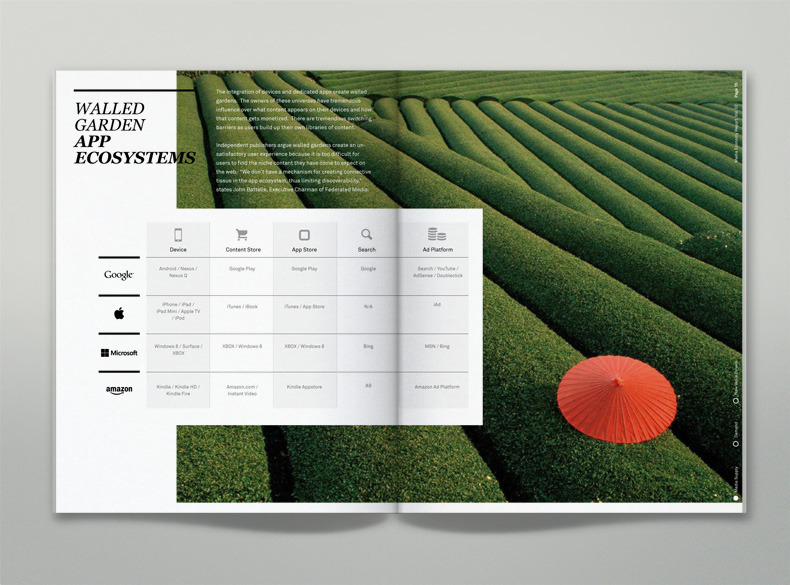 WALLED
GARDEN
APP
ECOSYSTEMS
The integration of devices and dedicated apps create walled
gardens. The owners of these universes have tremendous
influence over what content appears on their devices and how
that content gets monetized. There are tremendous switching
barriers as users build up their own libraries of content.
Independent publishers argue walled gardens create an un-
satisfactory user experience because it is too difficult for
users to find the niche content they have come to expect on
the web. “We don't have a mechanism for creating connective
tissue in the app ecosystem, thus limiting discoverability,”
states John Battelle, Executive Charman of Federated Media.
Device Content Store App Store Search Ad Platform
Google Android / Nexus / Google Play Google Play Google Search / YouTube /
Nexus Q AdSense / Doubleclick
iPhone / iPad / iTunes / iBook iTunes / App Store N/A iAd
iPad Mini / Apple TV
/ iPod
Microsoft Windows 8 / Surface / XBOX / Windows 8 XBOX / Windows 8 Bing MSN / Bing
XBOX
amazon Kindle / Kindle HD / Amazon.com / Kindle Appstore A9 Amazon Ad Platform
Kindle Fire Instant Video
Page 15
Demand
Media Supply